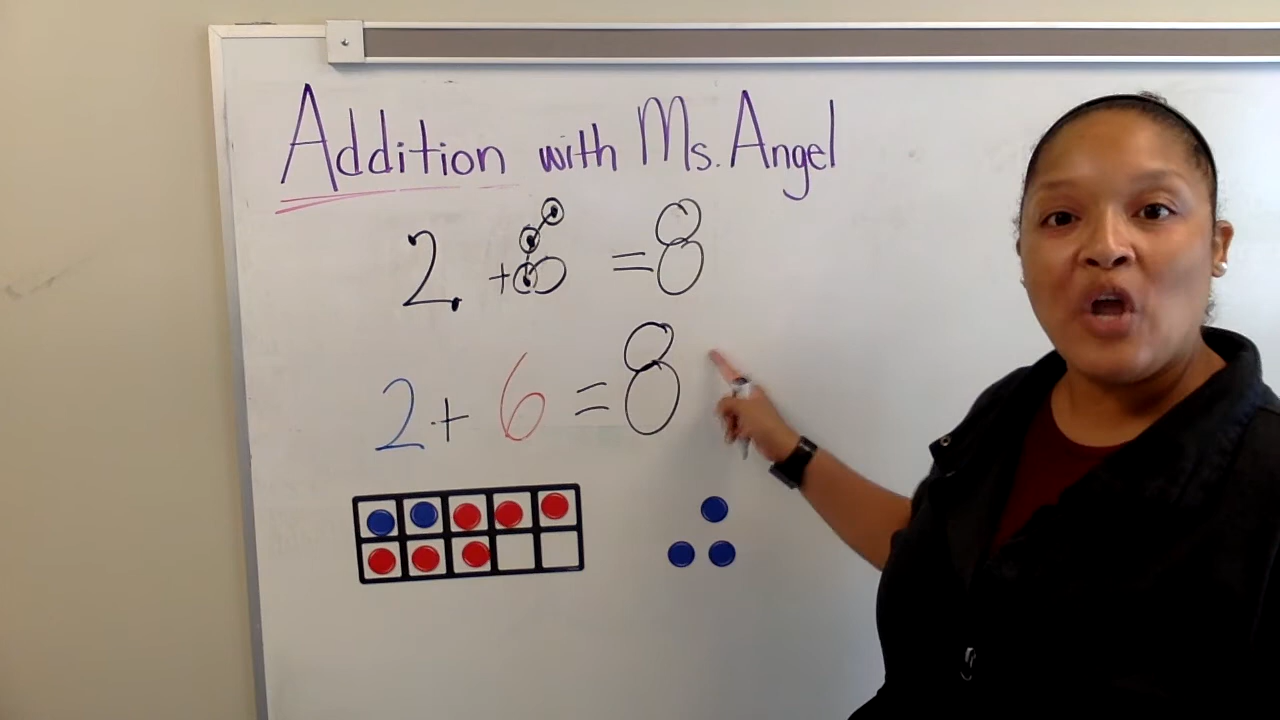 Addition with Ms. Angel
2 + 6 = 8
2 + 6 = 8